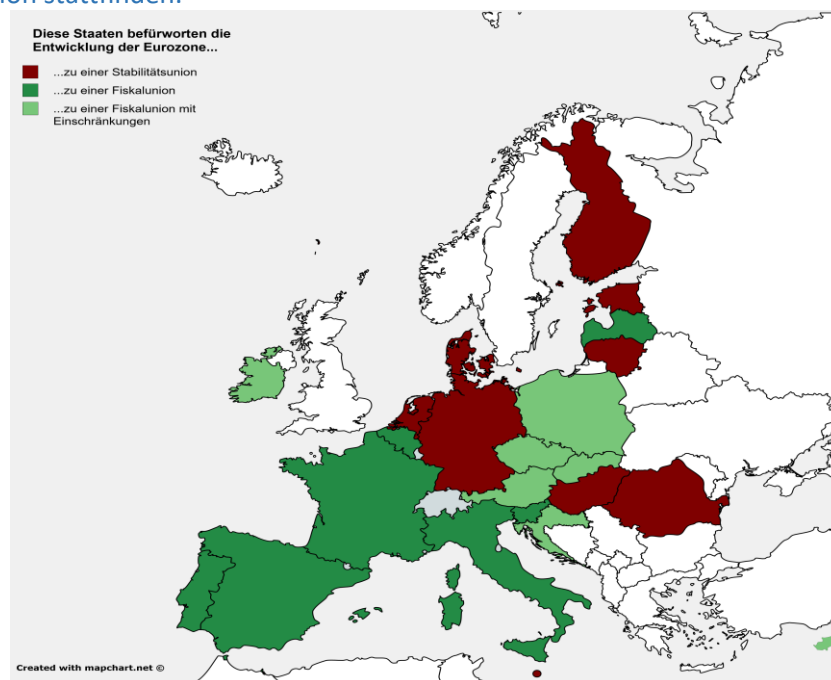 stattfinden.
Diese Staaten befürworten die
Entwicklung der Eurozone...
...zu einer Stabilitätsunion
...zu einer Fiskalunion
...zu einer Fiskalunion mit
Einschränkungen
Created with mapchart.net ©